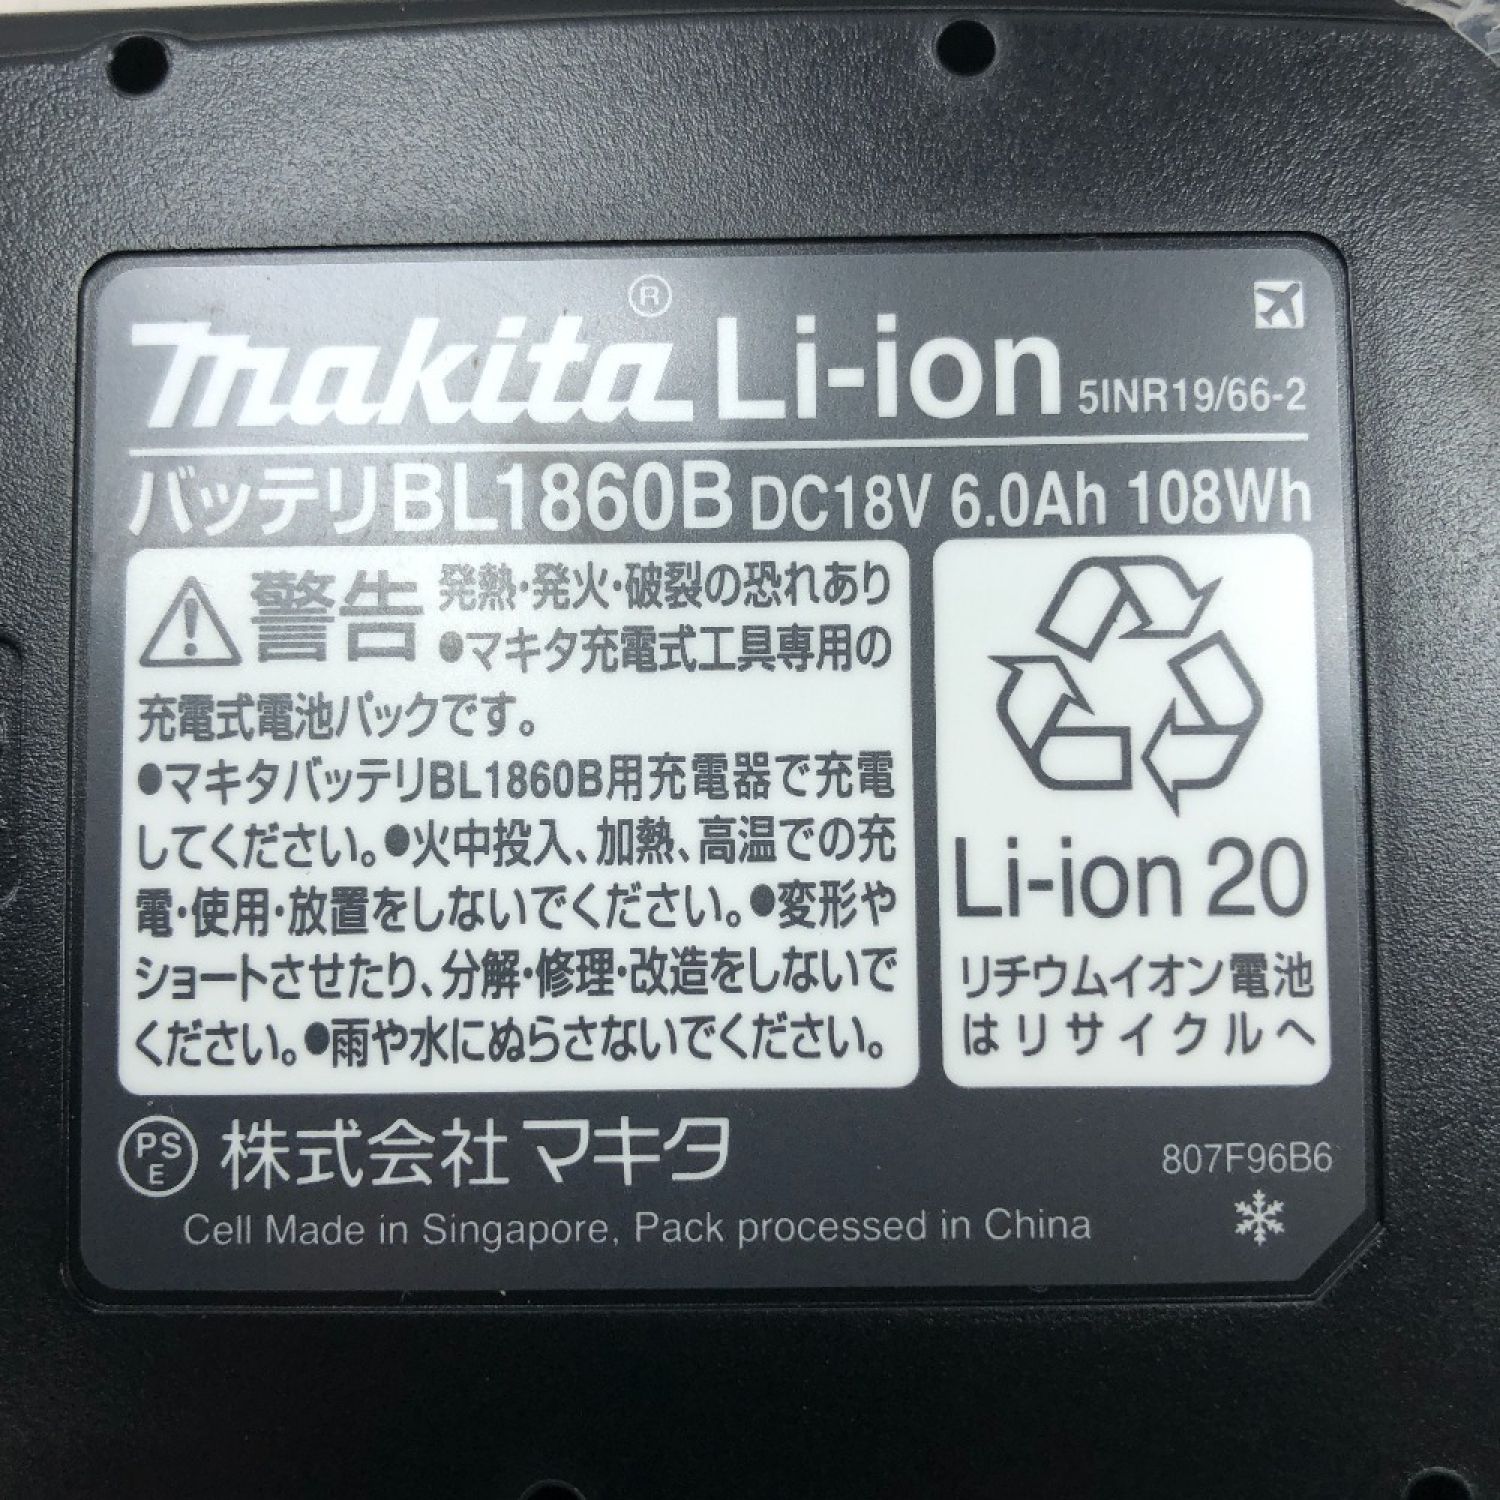 makita® Li-ion 5INR19/66-2
バッテリBL1860B DC18V 6.0Ah 108Wh
警告 発熱・発火・破裂の恐れあり
●マキタ充電式工具専用の
充電式電池パックです。
●マキタバッテリBL1860B用充電器で充電
してください。●火中投入、加熱、高温での充
電・使用・放置をしないでください。●変形や
ショートさせたり、分解・修理・改造をしないで
ください。●雨や水にぬらさないでください。
Li-ion 20
リチウムイオン電池
はリサイクルへ
PS
E
株式会社マキタ
807F96B6
Cell Made in Singapore, Pack processed in China